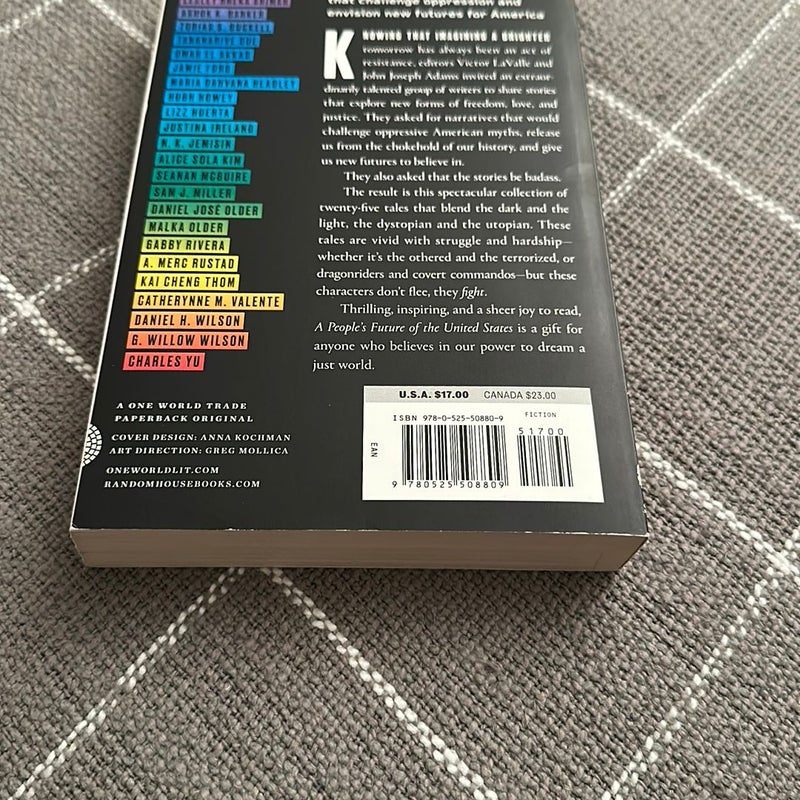 LESLEY NNEKA ARIMAH
ASHOK K. BANKER
TOBIAS S. BUCKELL
TANANARIVE DUE
OMAR EL AKKAD
JAMIE FORD
MARIA DAHVANA HEADLEY
HUGH HOWEY
LIZZ HUERTA
JUSTINA IRELAND
N. K. JEMISIN
ALICE SOLA KIM
SEANAN MCGUIRE
SAM J. MILLER
DANIEL JOSÉ OLDER
MALKA OLDER
GABBY RIVERA
A. MERC RUSTAD
KAI CHENG THOM
CATHERYNNE M. VALENTE
DANIEL H. WILSON
G. WILLOW WILSON
CHARLES YU
A ONE WORLD TRADE
PAPERBACK ORIGINAL
COVER DESIGN: ANNA KOCHMAN
ART DIRECTION: GREG MOLLICA
ONEWORLDLIT.COM
RANDOMHOUSEBOOKS.COM
that challenge oppression and
envision new futures for America
KNOWING THAT IMAGINING A BRIGHTER
tomorrow has always been an act of
resistance, editors Victor LaValle and
John Joseph Adams invited an extraor-
dinarily talented group of writers to share stories
that explore new forms of freedom, love, and
justice. They asked for narratives that would
challenge oppressive American myths, release
us from the chokehold of our history, and give
us new futures to believe in.
They also asked that the stories be badass.
The result is this spectacular collection of
twenty-five tales that blend the dark and the
light, the dystopian and the utopian. These
tales are vivid with struggle and hardship—
whether it's the othered and the terrorized, or
dragonriders and covert commandos—but these
characters don't flee, they fight.
Thrilling, inspiring, and a sheer joy to read,
A People's Future of the United States is a gift for
anyone who believes in our power to dream a
just world.
U.S.A. $17.00 CANADA $23.00
ISBN 978-0-525-50880-9
FICTION
51700
EAN
9 780525 508809